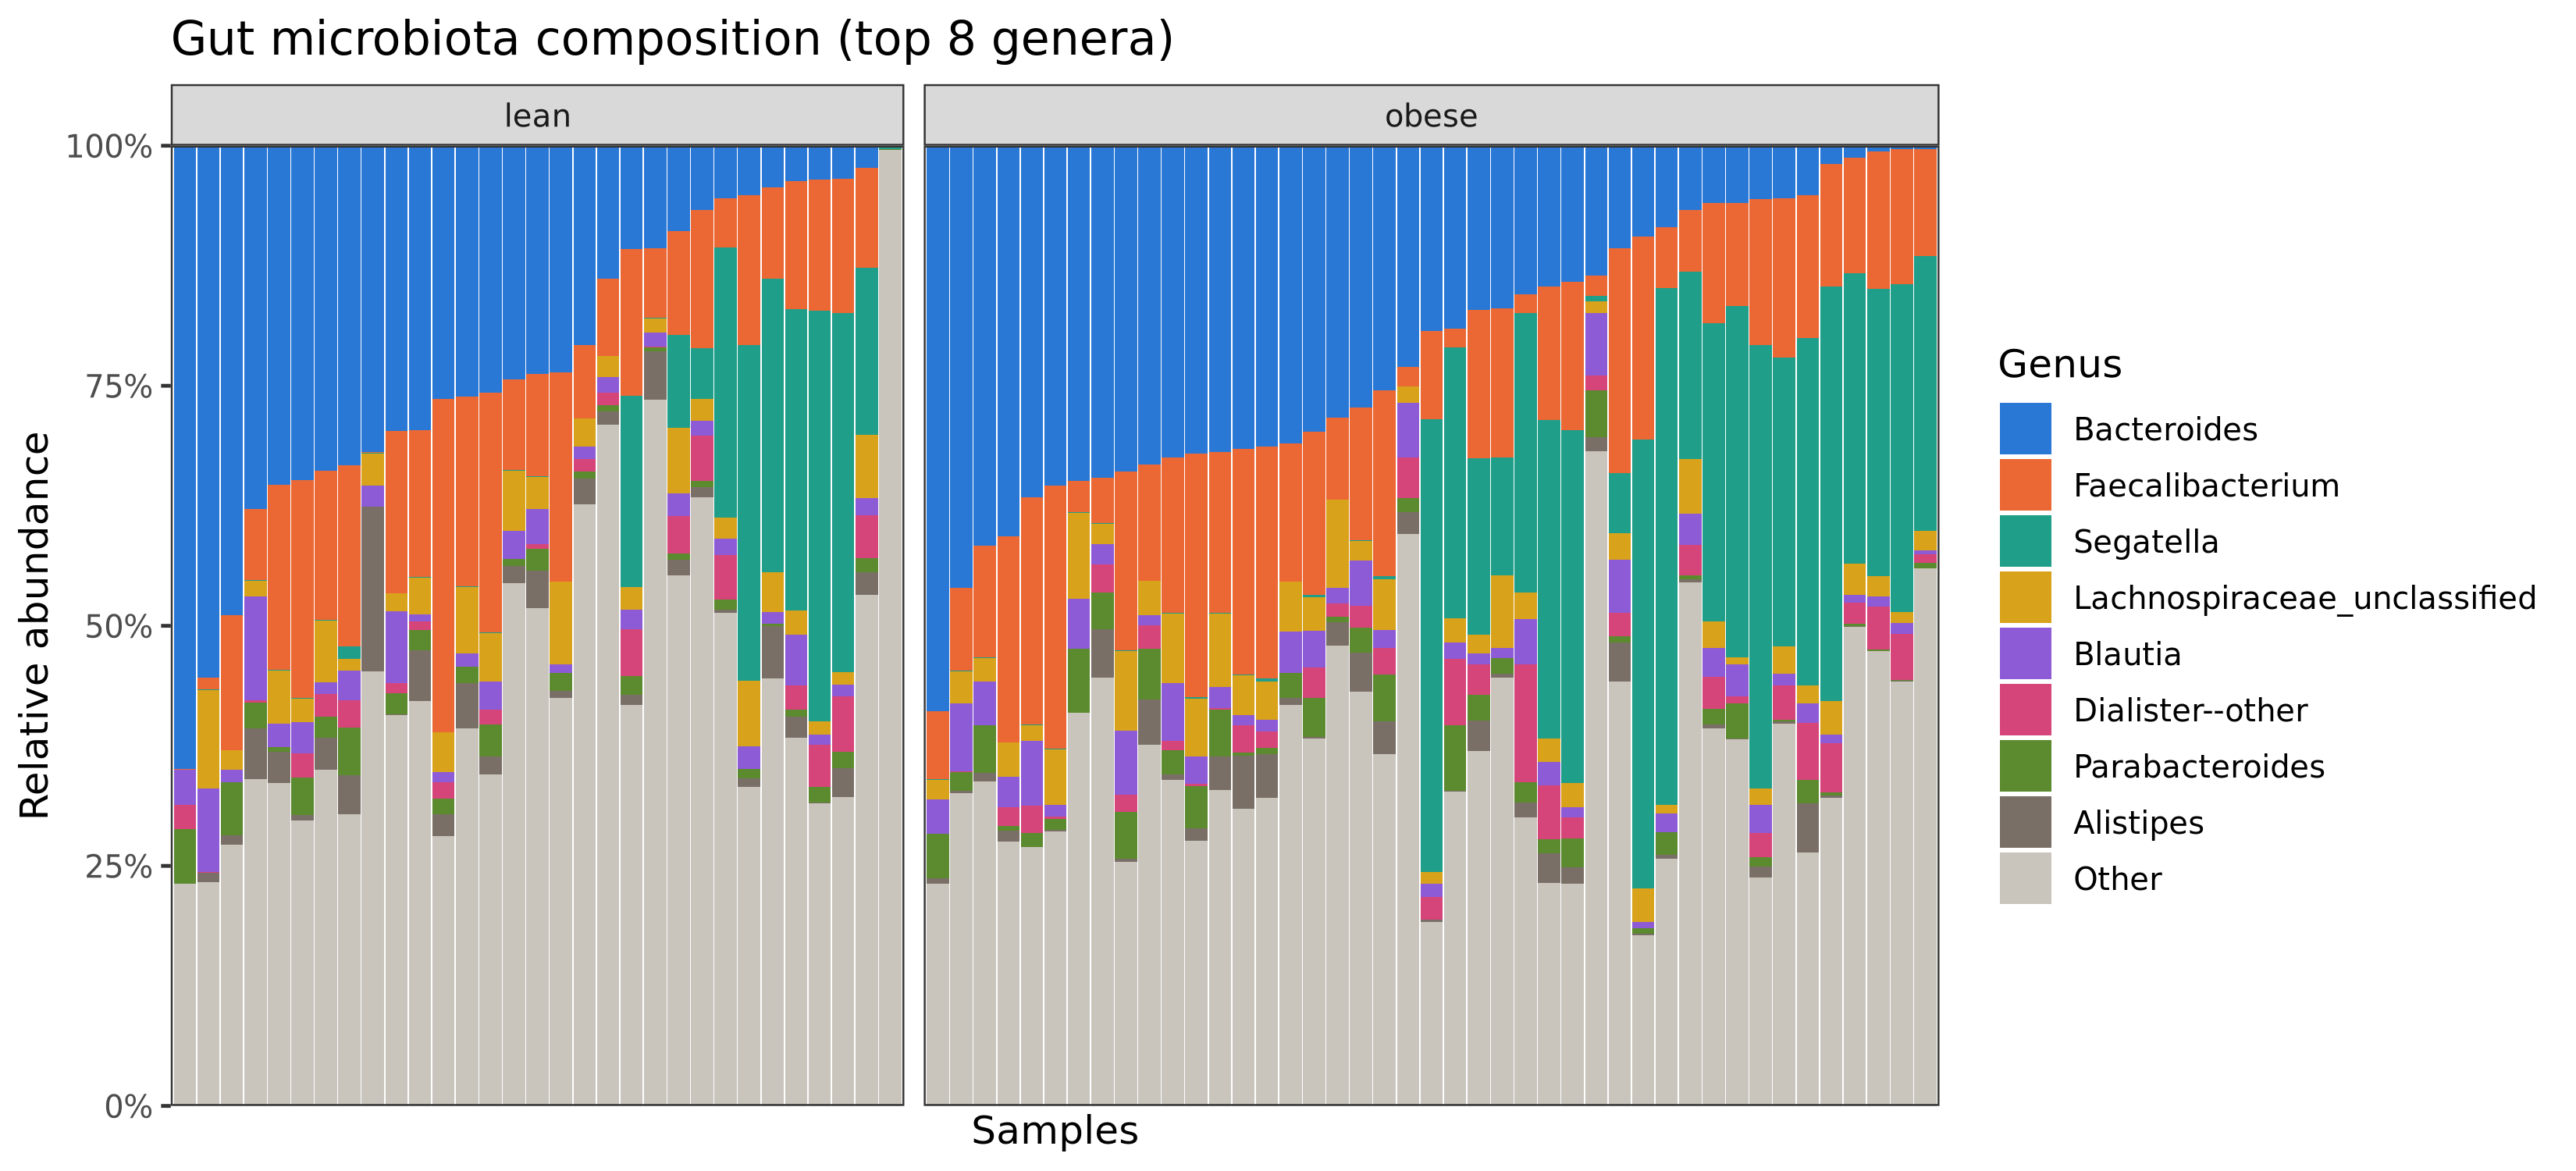 Gut microbiota composition (top 8 genera)
lean
obese
100%
75%
50%
25%
0%
Relative abundance
Samples
Genus
Bacteroides
Faecalibacterium
Segatella
Lachnospiraceae_unclassified
Blautia
Dialister--other
Parabacteroides
Alistipes
Other